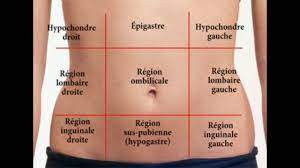 Hypochondre
droit
Épigastre
Hypochondre
gauche
Région
lombaire
droite
Région
ombilicale
Région
lombaire
gauche
Région
inguinale
droite
Région
sus-pubienne
(hypogastre)
Région
inguinale
gauche